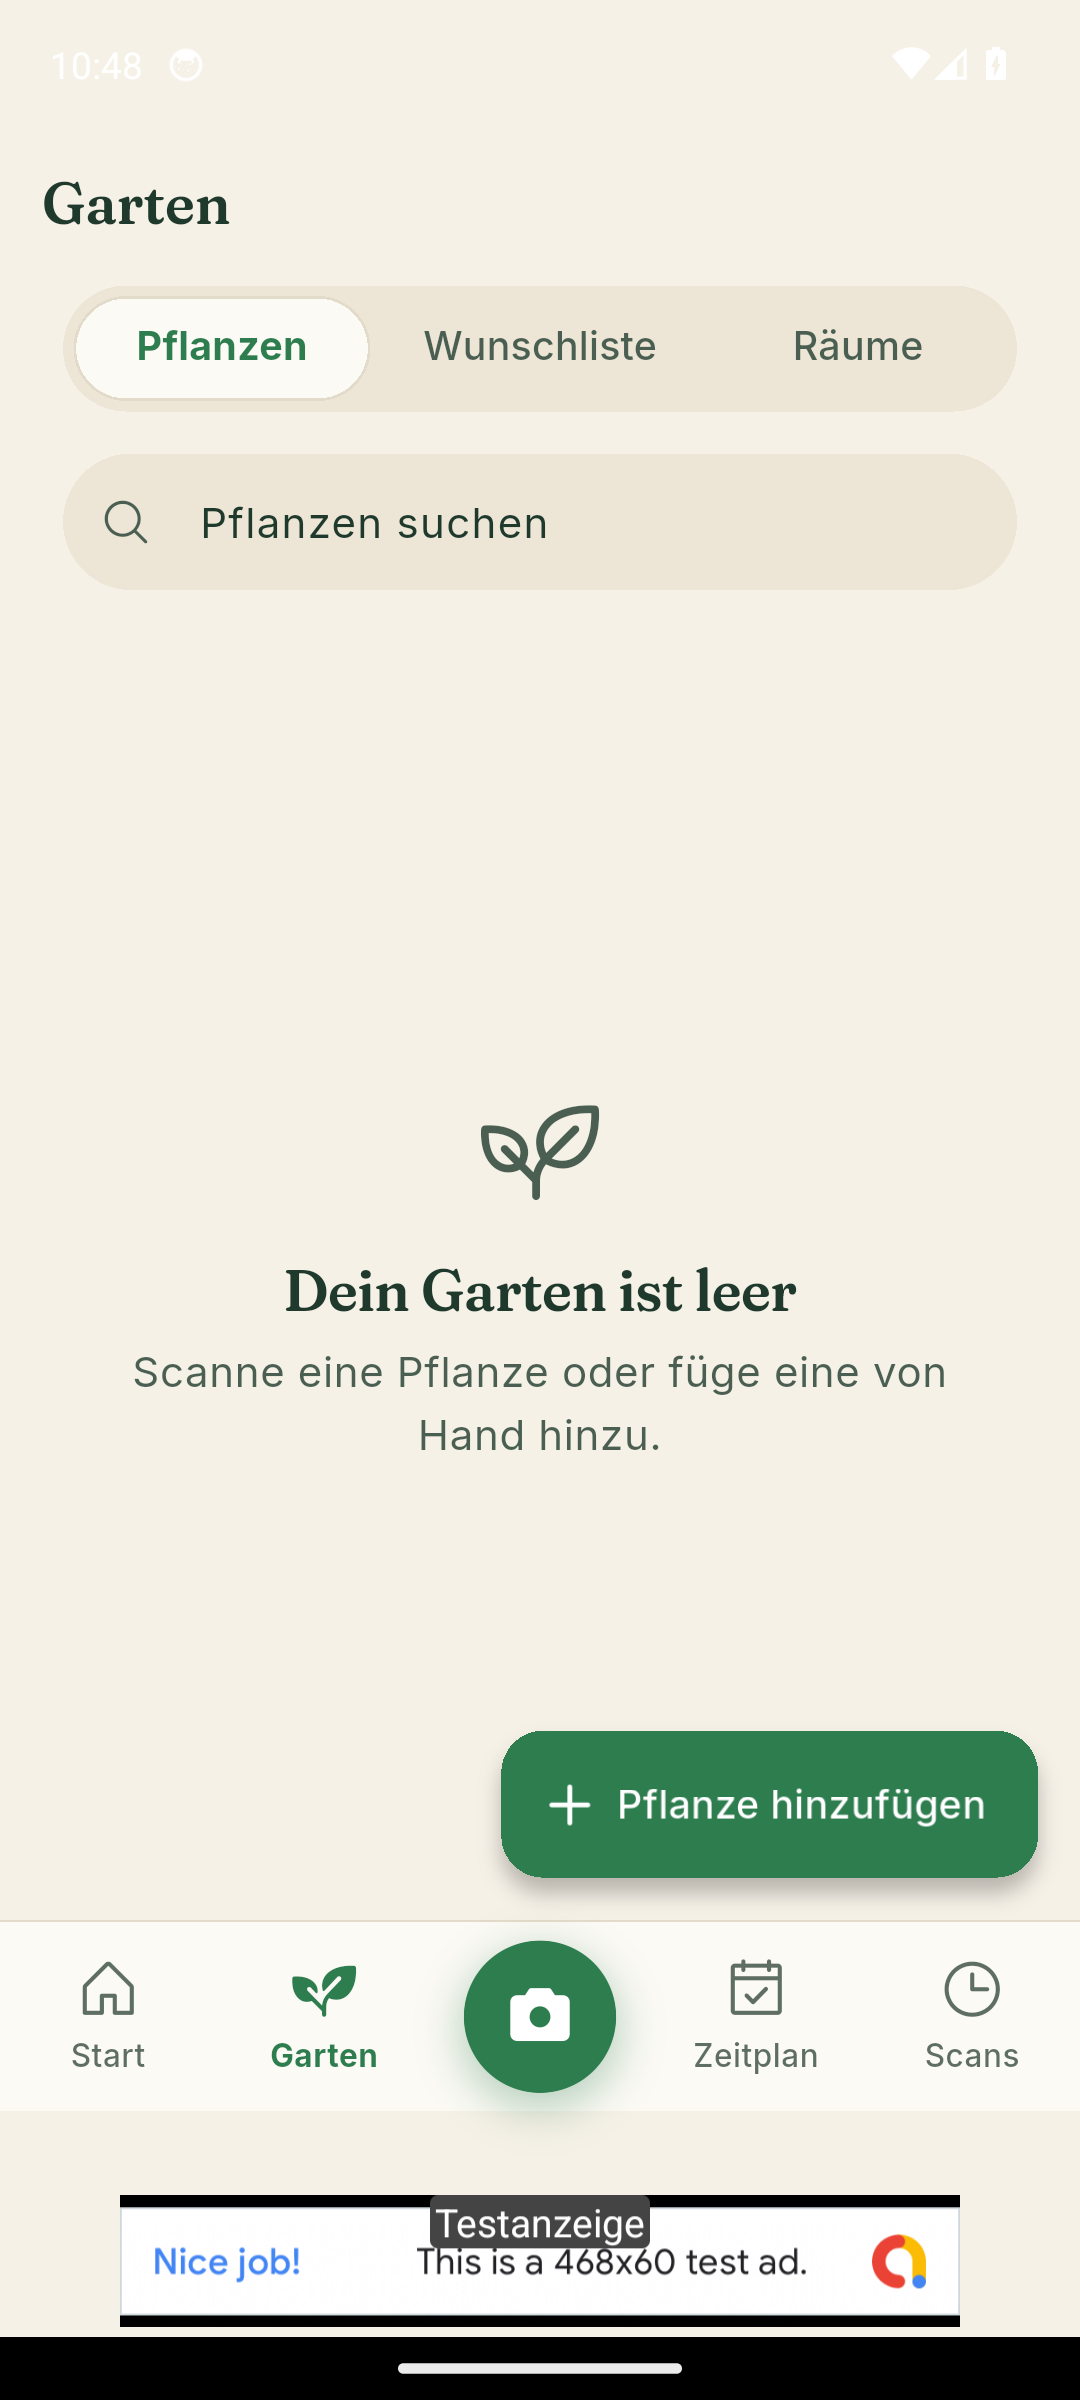 10:48
Garten
Pflanzen
Wunschliste
Räume
Pflanzen suchen
Dein Garten ist leer
Scanne eine Pflanze oder füge eine von
Hand hinzu.
Pflanze hinzufügen
Start
Garten
Zeitplan
Scans
Testanzeige
Nice job!
This is a 468x60 test ad.